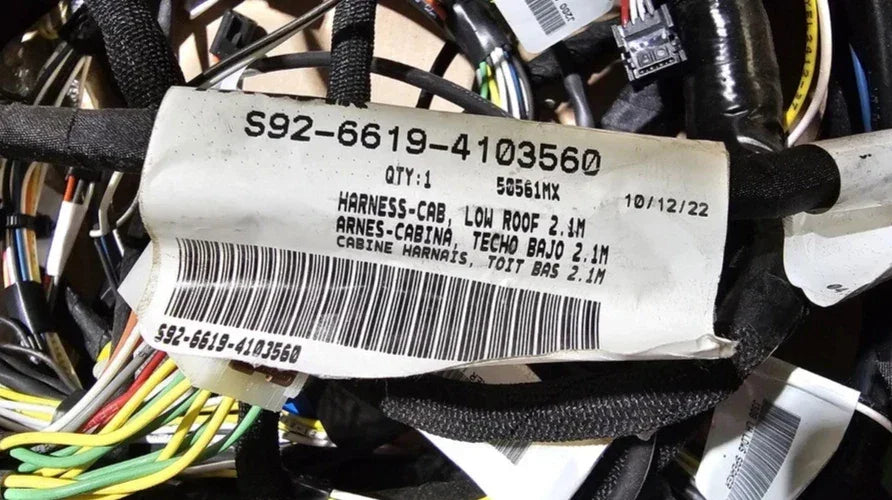 S92-6619-4103560
QTY:1 50561MX 10/12/22
HARNESS-CAB, LOW ROOF 2.1M
ARNES-CABINA, TECHO BAJO 2.1M
CABINE HARNAIS, TOIT BAS 2.1M
S92-6619-4103560